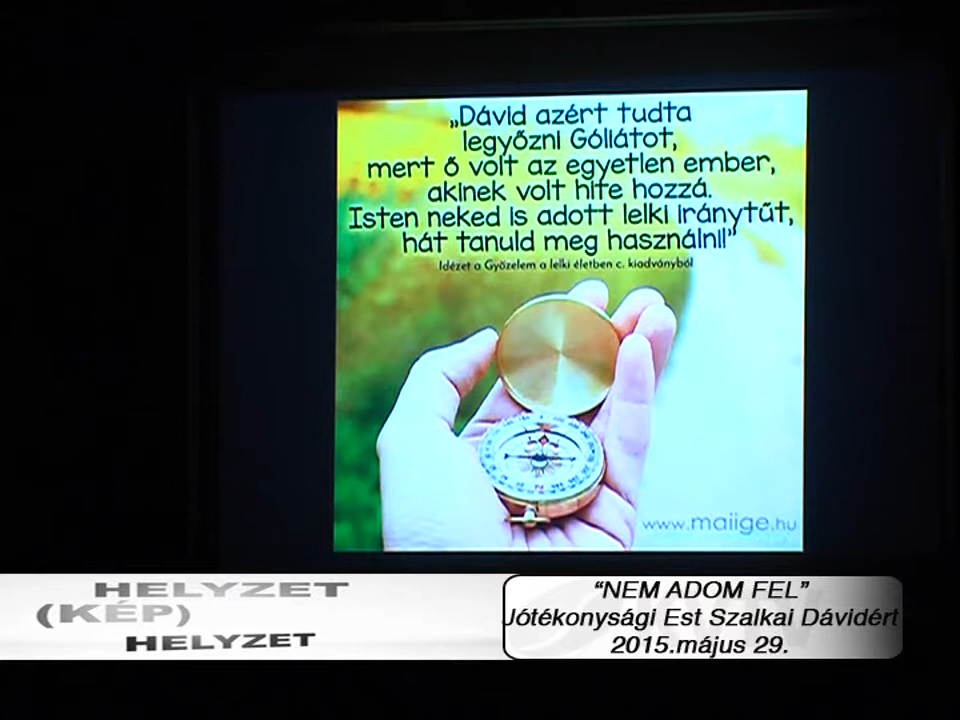 „Dávid azért tudta
legyőzni Góliátot,
mert ő volt az egyetlen ember,
akinek volt hite hozzá.
Isten neked is adott lelki iránytűt,
hát tanuld meg használni!”
Idézet a Győzelem a lelki életben c. kiadványból
www.maiige.hu
HELYZET
(KÉP)
HELYZET
“NEM ADOM FEL”
Jótékonysági Est Szalkai Dávidért
2015.május 29.